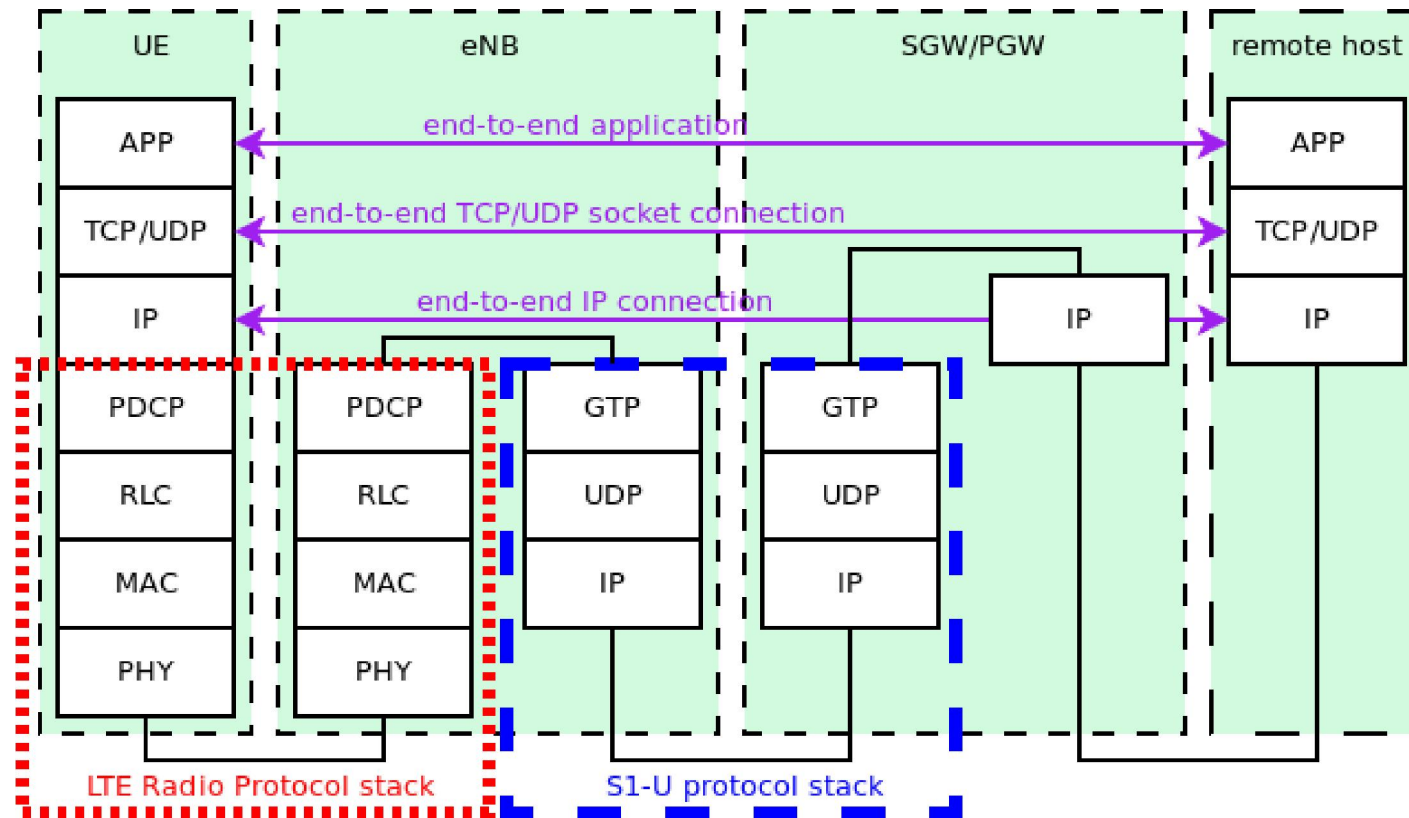 UE
eNB
SGW/PGW
remote host
end-to-end application
APP
APP
end-to-end TCP/UDP socket connection
TCP/UDP
TCP/UDP
end-to-end IP connection
IP
IP
IP
PDCP
PDCP
GTP
GTP
RLC
RLC
UDP
UDP
MAC
MAC
IP
IP
PHY
PHY
LTE Radio Protocol stack
S1-U protocol stack